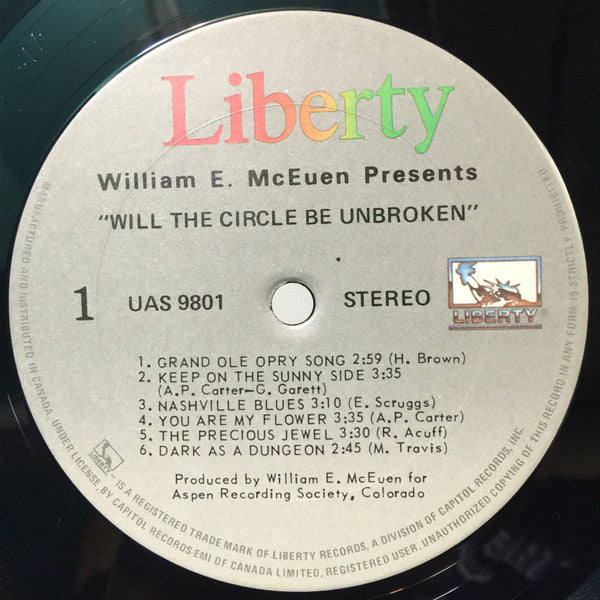 Liberty
William E. McEuen Presents
"WILL THE CIRCLE BE UNBROKEN"
1
UAS 9801
STEREO
LIBERTY®
1. GRAND OLE OPRY SONG 2:59 (H. Brown)
2. KEEP ON THE SUNNY SIDE 3:35
(A.P. Carter-G. Garett)
3. NASHVILLE BLUES 3:10 (E. Scruggs)
4. YOU ARE MY FLOWER 3:35 (A.P. Carter)
5. THE PRECIOUS JEWEL 3:30 (R. Acuff)
6. DARK AS A DUNGEON 2:45 (M. Travis)
Produced by William E. McEuen for
Aspen Recording Society, Colorado
MANUFACTURED AND DISTRIBUTED IN CANADA, UNDER LICENSE, BY CAPITOL RECORDS-EMI OF CANADA LIMITED, REGISTERED USER. UNAUTHORIZED COPYING OF THIS RECORD IN ANY FORM IS STRICTLY PROHIBITED.
LIBERTY IS A REGISTERED TRADE MARK OF LIBERTY RECORDS, A DIVISION OF CAPITOL RECORDS, INC.